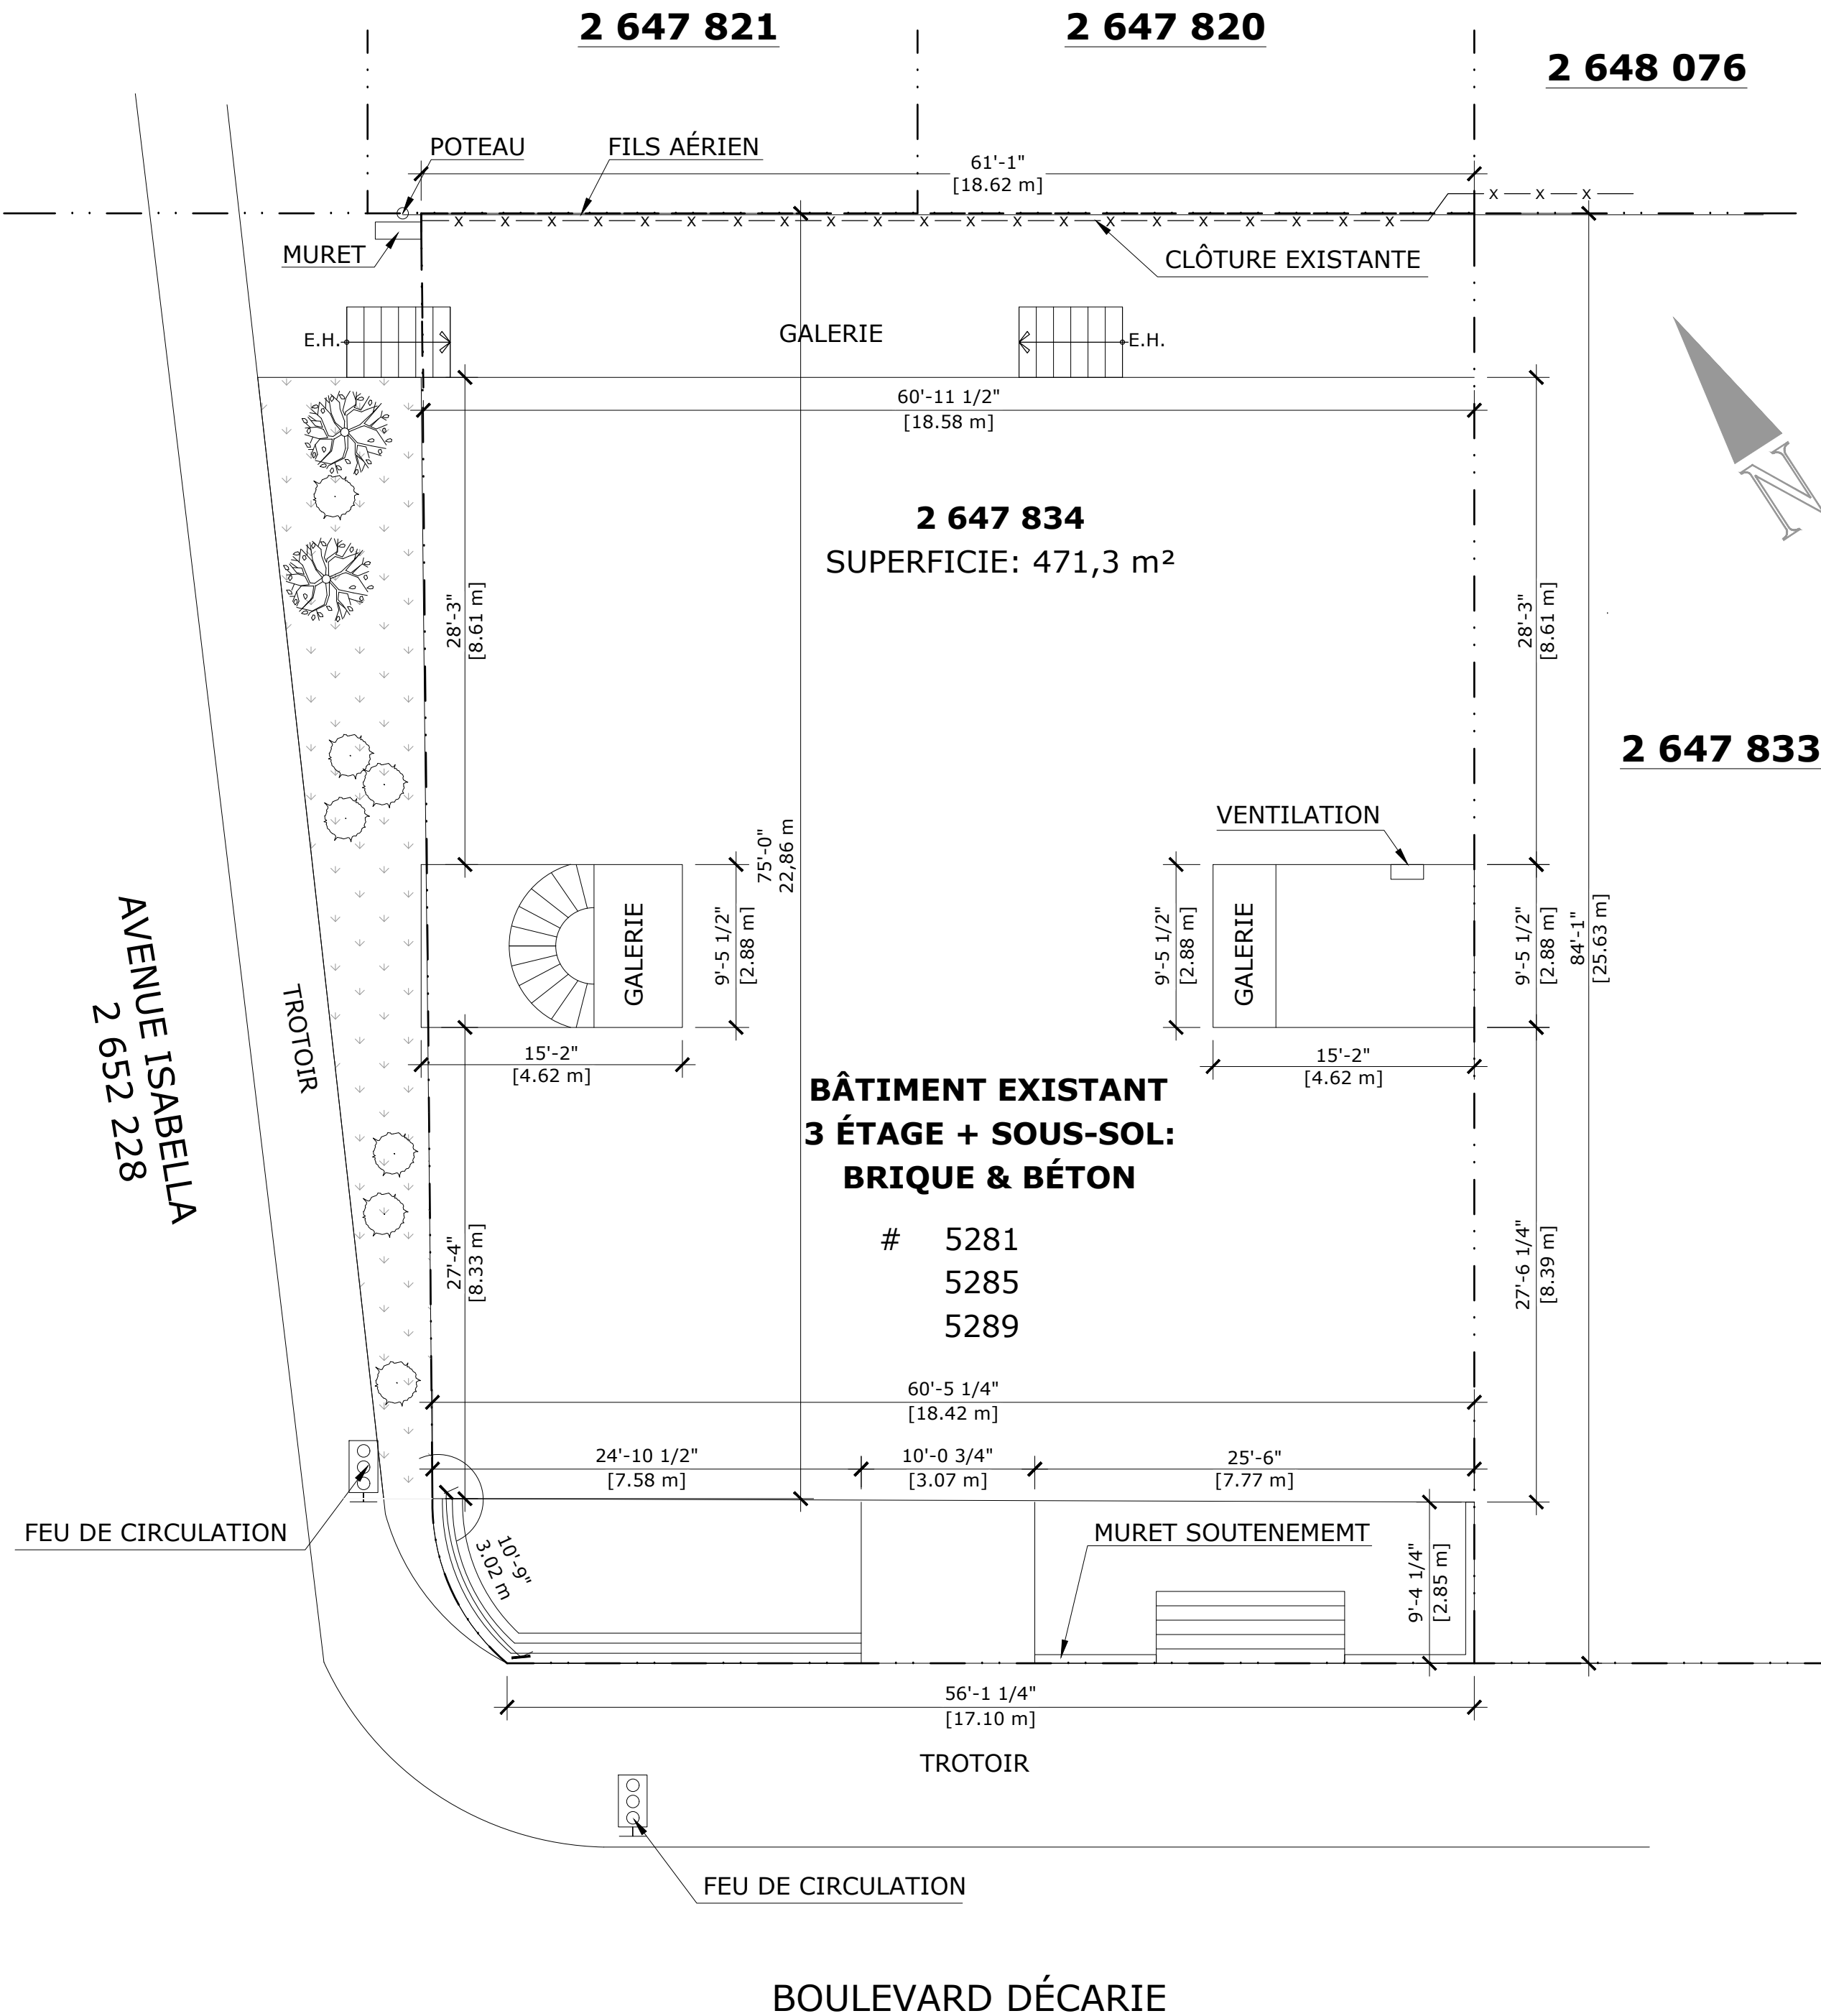 2 647 821
2 647 820
2 648 076
POTEAU
FILS AÉRIEN
61'-1"
[18.62 m]
X X X
X X X X X X X X X X X X X X X X X X X X X
MURET
CLÔTURE EXISTANTE
E.H.
GALERIE
E.H.
60'-11 1/2"
[18.58 m]
N
2 647 834
SUPERFICIE: 471,3 m²
28'-3"
[8.61 m]
28'-3"
[8.61 m]
2 647 833
VENTILATION
75'-0"
22,86 m
GALERIE
9'-5 1/2"
[2.88 m]
9'-5 1/2"
[2.88 m]
GALERIE
9'-5 1/2"
[2.88 m]
84'-1"
[25.63 m]
AVENUE ISABELLA
2 652 228
TROTOIR
15'-2"
[4.62 m]
15'-2"
[4.62 m]
BÂTIMENT EXISTANT
3 ÉTAGE + SOUS-SOL:
BRIQUE & BÉTON
# 5281
5285
5289
27'-4"
[8.33 m]
27'-6 1/4"
[8.39 m]
60'-5 1/4"
[18.42 m]
24'-10 1/2"
[7.58 m]
10'-0 3/4"
[3.07 m]
25'-6"
[7.77 m]
FEU DE CIRCULATION
10'-9"
3.02 m
MURET SOUTENEMEMT
9'-4 1/4"
[2.85 m]
56'-1 1/4"
[17.10 m]
TROTOIR
FEU DE CIRCULATION
BOULEVARD DÉCARIE